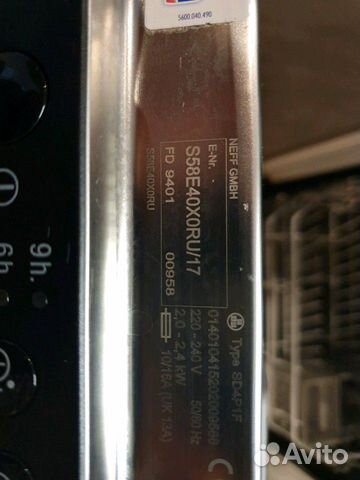 5600.040.490
NEFF GMBH
E-Nr.
S58E40X0RU/17
FD 9401 00958
S58E40X0RU
Type SD4P1F
220 - 240 V 50/60 Hz
2,0 - 2,4 kW
10/16A (UK 13A)
9h.
6h
Avito